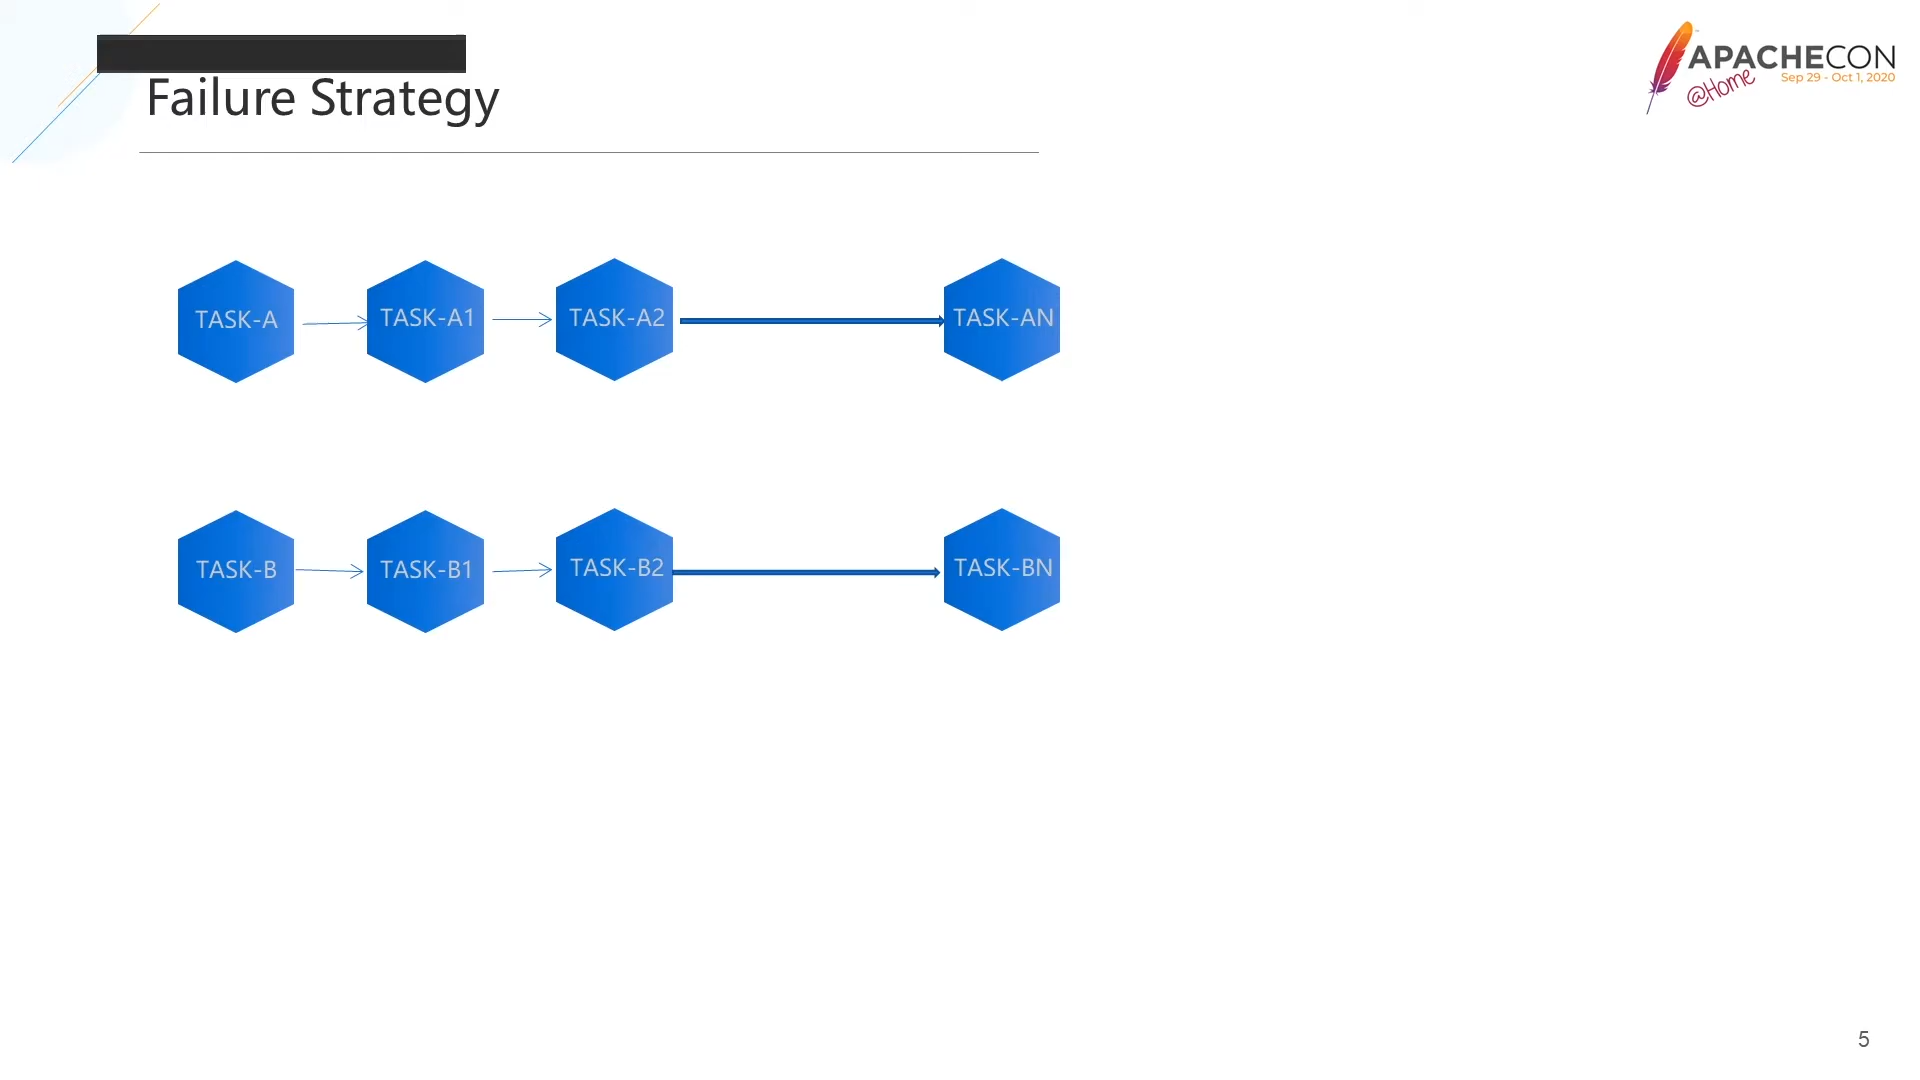 Failure Strategy
APACHECON
@Home
Sep 29 - Oct 1, 2020
TASK-A
TASK-A1
TASK-A2
TASK-AN
TASK-B
TASK-B1
TASK-B2
TASK-BN
5